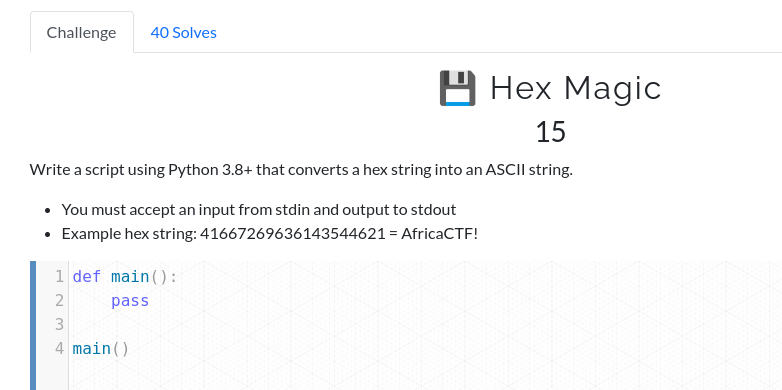 Challenge
40 Solves
💾 Hex Magic
15
Write a script using Python 3.8+ that converts a hex string into an ASCII string.
• You must accept an input from stdin and output to stdout
• Example hex string: 41667269636143544621 = AfricaCTF!
1 def main():
2     pass
3
4 main()